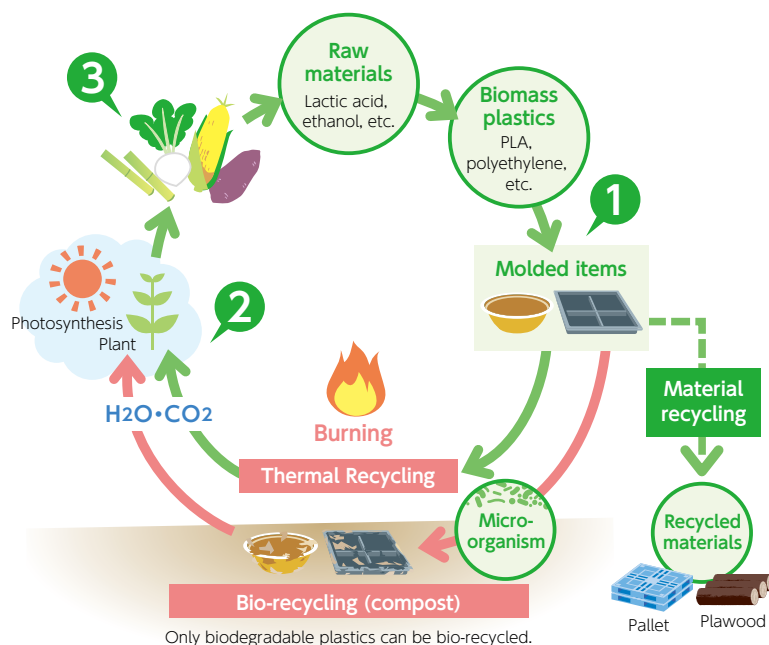 3
Raw
materials
Lactic acid,
ethanol, etc.
Biomass
plastics
PLA,
polyethylene,
etc.
1
Molded items
2
Photosynthesis
Plant
H2O•CO2
Burning
Thermal Recycling
Material
recycling
Micro-
organism
Recycled
materials
Bio-recycling (compost)
Pallet
Plawood
Only biodegradable plastics can be bio-recycled.